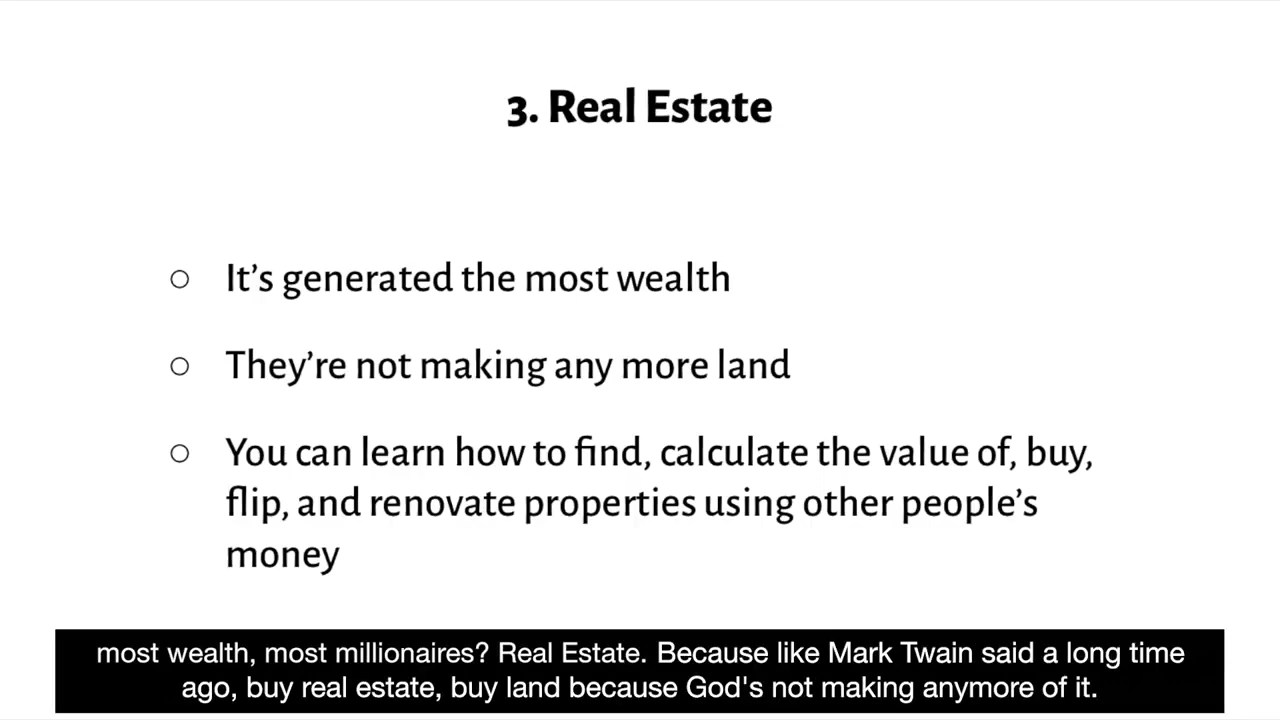 3. Real Estate
○ It's generated the most wealth
○ They're not making any more land
○ You can learn how to find, calculate the value of, buy,
flip, and renovate properties using other people's
money
most wealth, most millionaires? Real Estate. Because like Mark Twain said a long time
ago, buy real estate, buy land because God's not making anymore of it.